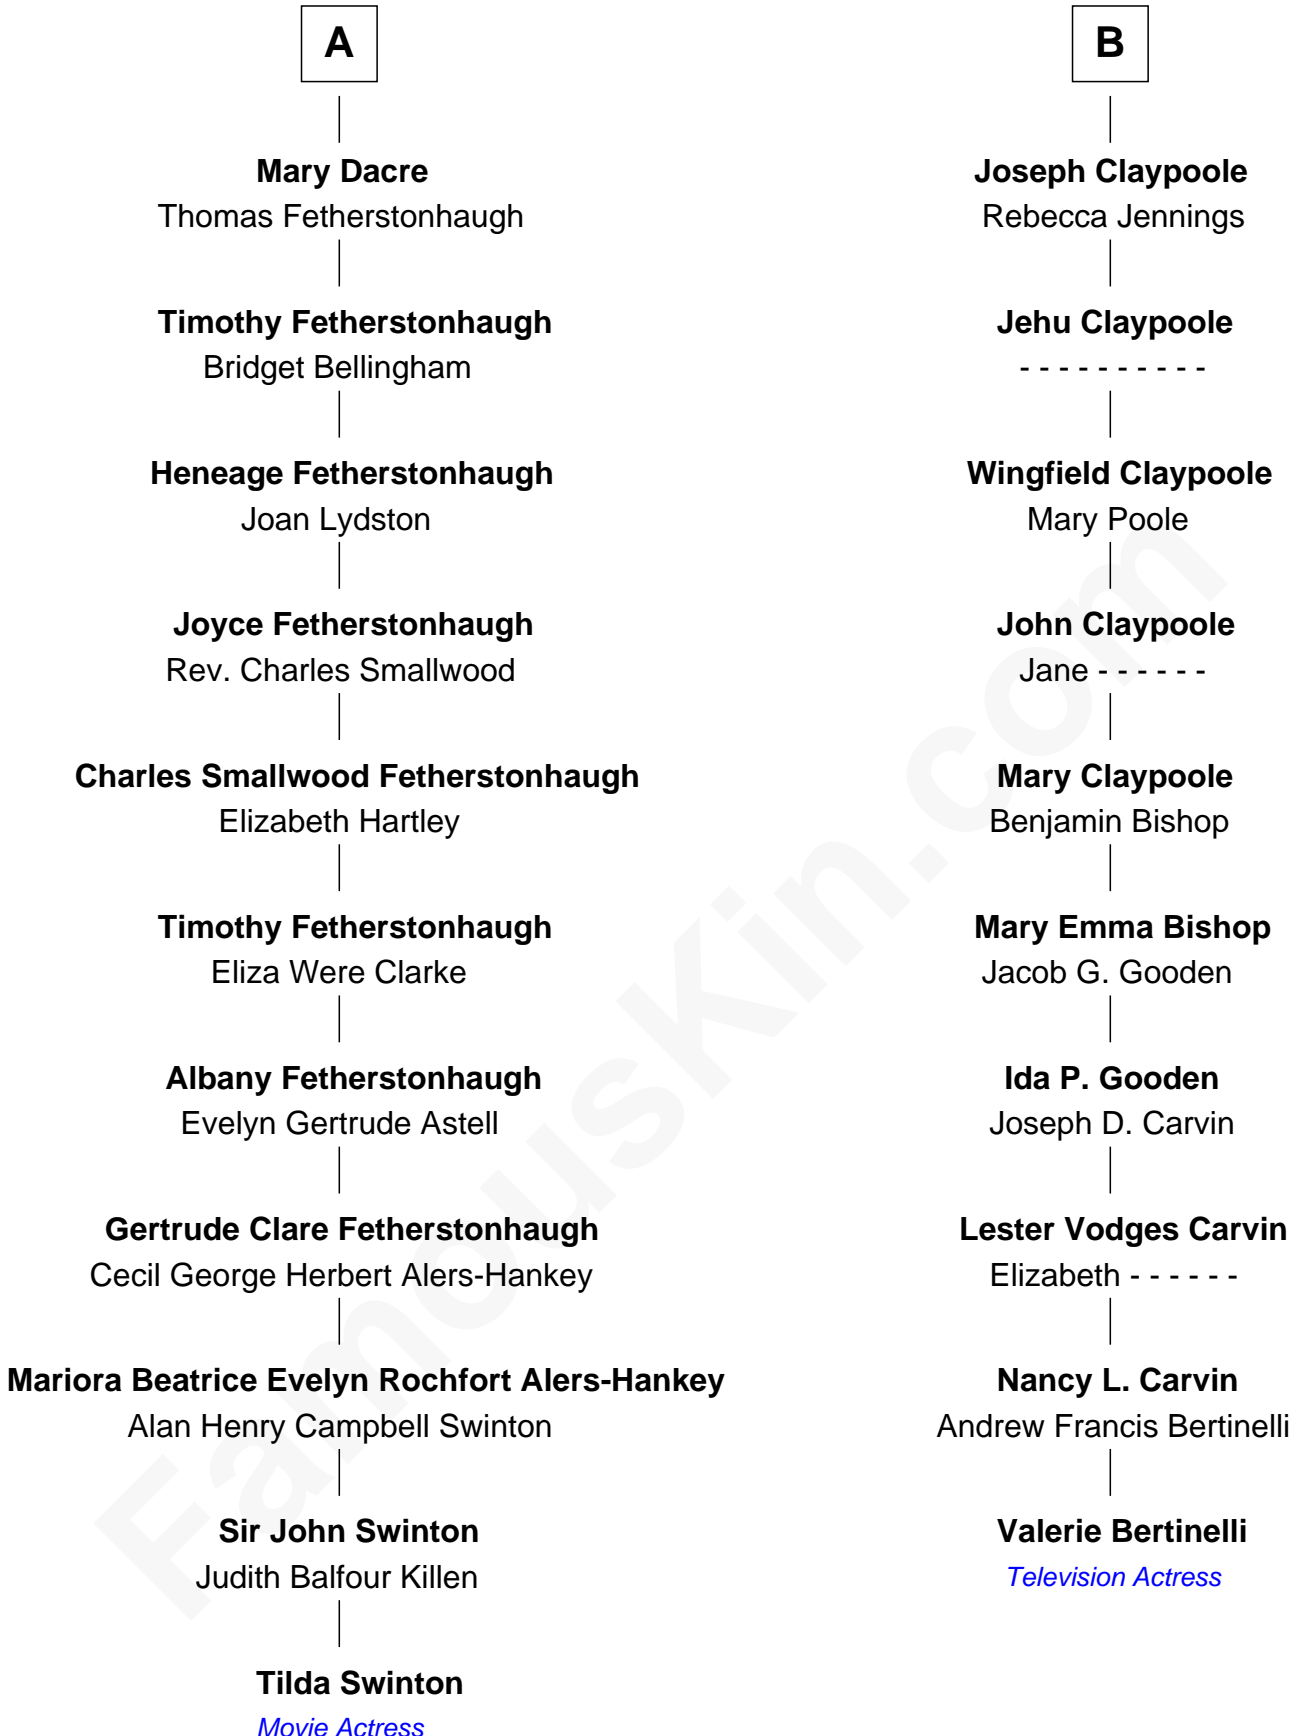 A
Mary Dacre
Thomas Fetherstonhaugh
Timothy Fetherstonhaugh
Bridget Bellingham
Heneage Fetherstonhaugh
Joan Lydston
Joyce Fetherstonhaugh
Rev. Charles Smallwood
Charles Smallwood Fetherstonhaugh
Elizabeth Hartley
Timothy Fetherstonhaugh
Eliza Were Clarke
Albany Fetherstonhaugh
Evelyn Gertrude Astell
Gertrude Clare Fetherstonhaugh
Cecil George Herbert Alers-Hankey
Mariora Beatrice Evelyn Rochfort Alers-Hankey
Alan Henry Campbell Swinton
Sir John Swinton
Judith Balfour Killen
Tilda Swinton
Movie Actress
B
Joseph Claypoole
Rebecca Jennings
Jehu Claypoole
- - - - - - - - - -
Wingfield Claypoole
Mary Poole
John Claypoole
Jane - - - - - -
Mary Claypoole
Benjamin Bishop
Mary Emma Bishop
Jacob G. Gooden
Ida P. Gooden
Joseph D. Carvin
Lester Vodges Carvin
Elizabeth - - - - - -
Nancy L. Carvin
Andrew Francis Bertinelli
Valerie Bertinelli
Television Actress
FamousKin.com